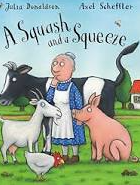 Julia Donaldson Axel Scheffler
A Squash
and a Squeeze